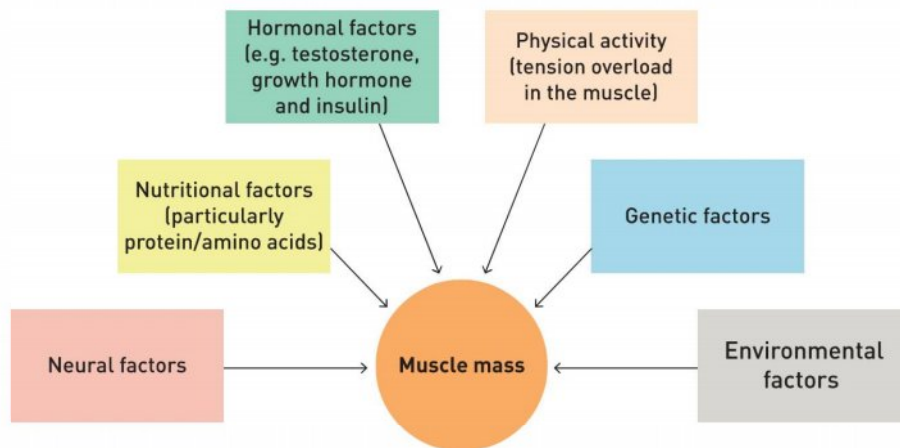 Hormonal factors
(e.g. testosterone,
growth hormone
and insulin)
Physical activity
(tension overload
in the muscle)
Nutritional factors
(particularly
protein/amino acids)
Genetic factors
Neural factors
Muscle mass
Environmental
factors